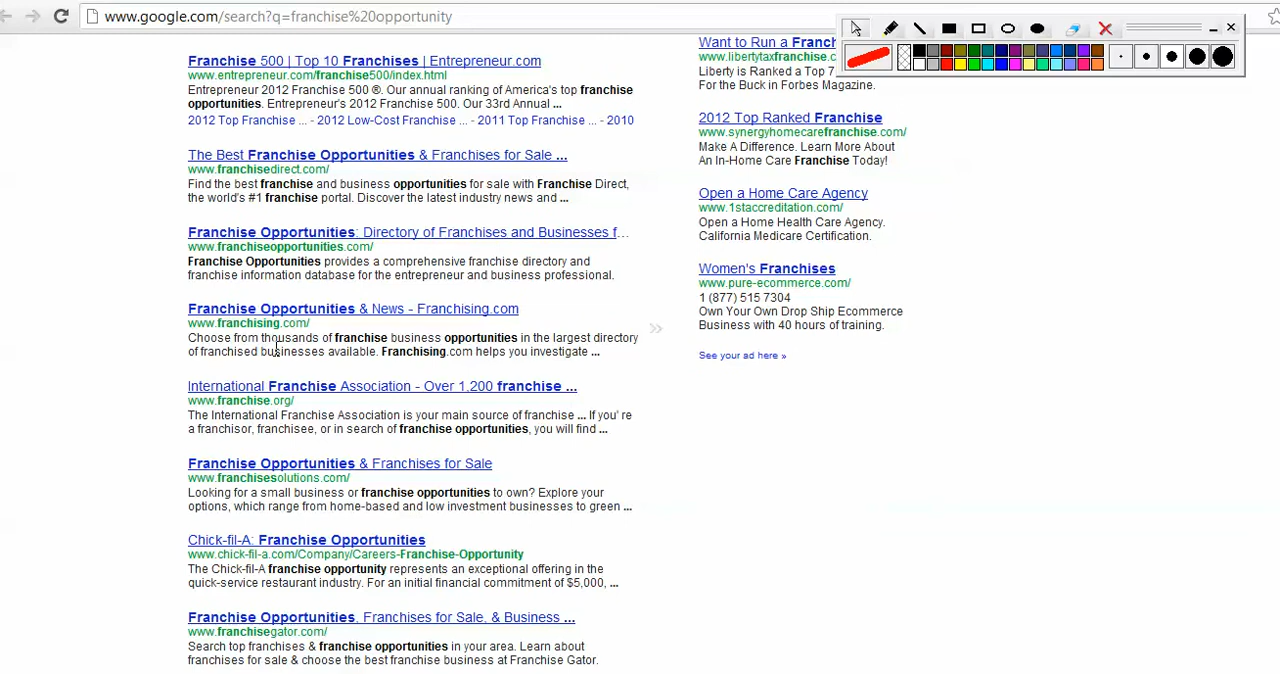 www.google.com/search?q=franchise%20opportunity
Franchise 500 | Top 10 Franchises | Entrepreneur.com
www.entrepreneur.com/franchise500/index.html
Entrepreneur 2012 Franchise 500 ®. Our annual ranking of America's top franchise
opportunities. Entrepreneur's 2012 Franchise 500. Our 33rd Annual ...
2012 Top Franchise ... - 2012 Low-Cost Franchise ... - 2011 Top Franchise ... - 2010
The Best Franchise Opportunities & Franchises for Sale ...
www.franchisedirect.com/
Find the best franchise and business opportunities for sale with Franchise Direct,
the world's #1 franchise portal. Discover the latest industry news and ...
Franchise Opportunities: Directory of Franchises and Businesses f...
www.franchiseopportunities.com/
Franchise Opportunities provides a comprehensive franchise directory and
franchise information database for the entrepreneur and business professional.
Franchise Opportunities & News - Franchising.com
www.franchising.com/
Choose from thousands of franchise business opportunities in the largest directory
of franchised businesses available. Franchising.com helps you investigate ...
International Franchise Association - Over 1,200 franchise ...
www.franchise.org/
The International Franchise Association is your main source of franchise ... If you' re
a franchisor, franchisee, or in search of franchise opportunities, you will find ...
Franchise Opportunities & Franchises for Sale
www.franchisesolutions.com/
Looking for a small business or franchise opportunities to own? Explore your
options, which range from home-based and low investment businesses to green ...
Chick-fil-A: Franchise Opportunities
www.chick-fil-a.com/Company/Careers-Franchise-Opportunity
The Chick-fil-A franchise opportunity represents an exceptional offering in the
quick-service restaurant industry. For an initial financial commitment of $5,000, ...
Franchise Opportunities, Franchises for Sale, & Business ...
www.franchisegator.com/
Search top franchises & franchise opportunities in your area. Learn about
franchises for sale & choose the best franchise business at Franchise Gator.
Want to Run a Franc
www.libertytaxfranchise.c
Liberty is Ranked a Top 7
For the Buck in Forbes Magazine.
2012 Top Ranked Franchise
www.synergyhomecarefranchise.com/
Make A Difference. Learn More About
An In-Home Care Franchise Today!
Open a Home Care Agency
www.1staccreditation.com/
Open a Home Health Care Agency.
California Medicare Certification.
Women's Franchises
www.pure-ecommerce.com/
1 (877) 515 7304
Own Your Own Drop Ship Ecommerce
Business with 40 hours of training.
See your ad here »